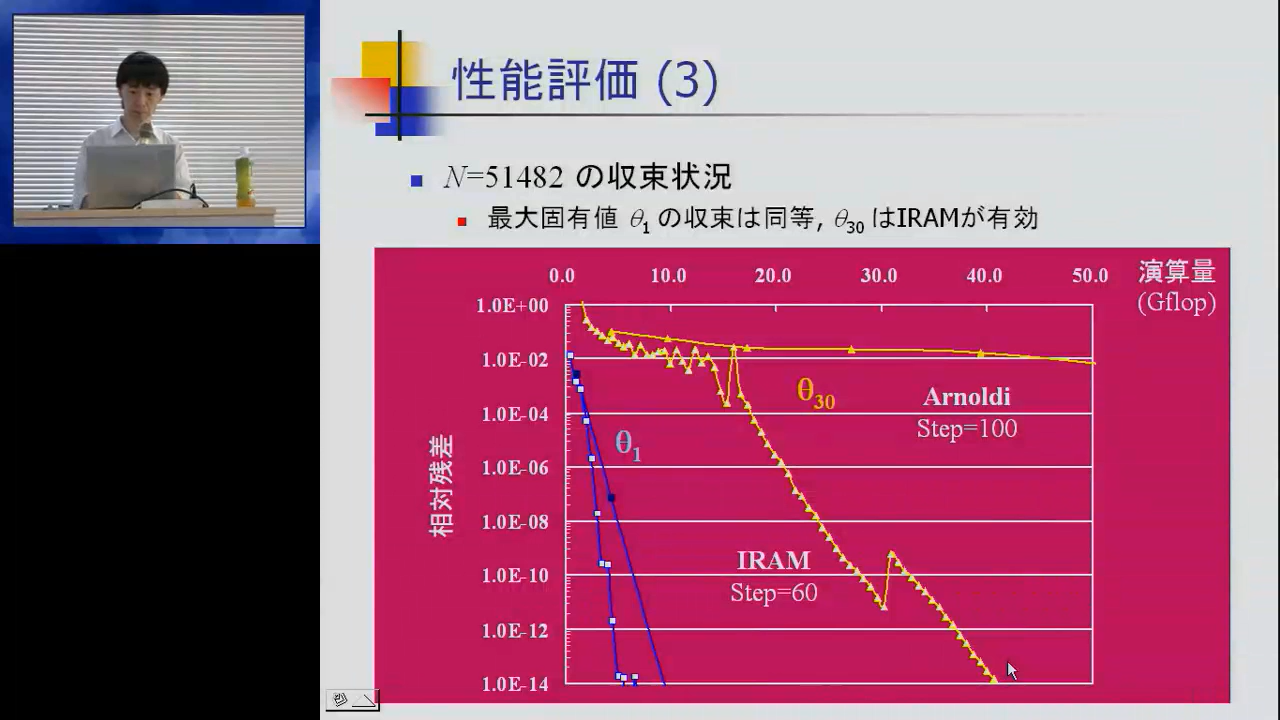 性能評価 (3)
N=51482 の収束状況
最大固有値 θ1 の収束は同等, θ30 はIRAMが有効
0.0 10.0 20.0 30.0 40.0 50.0 演算量
(Gflop)
1.0E+00
1.0E-02
1.0E-04
1.0E-06
1.0E-08
1.0E-10
1.0E-12
1.0E-14
相対残差
θ30
Arnoldi
Step=100
θ1
IRAM
Step=60